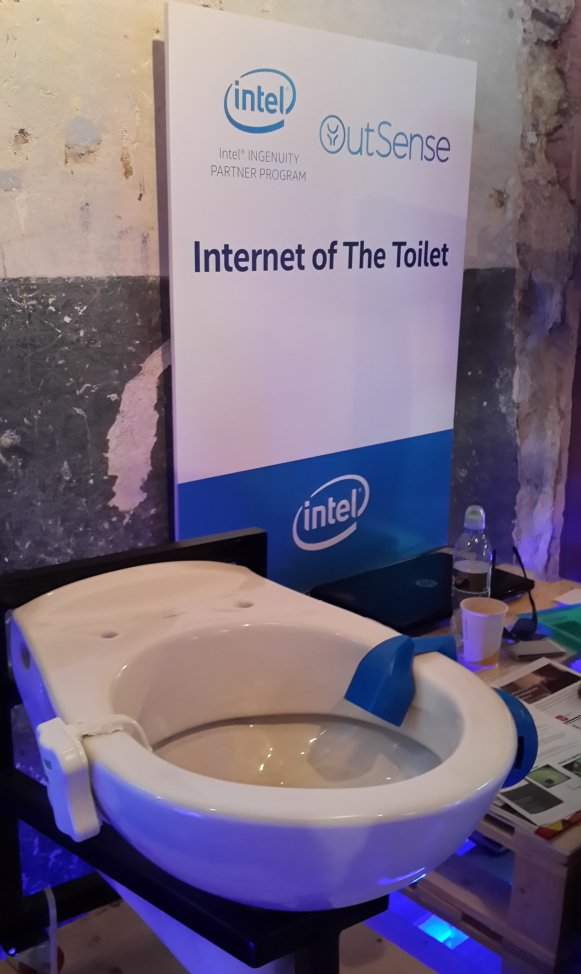 intel®
OutSense
Intel® INGENUITY
PARTNER PROGRAM
Internet of The Toilet
intel®